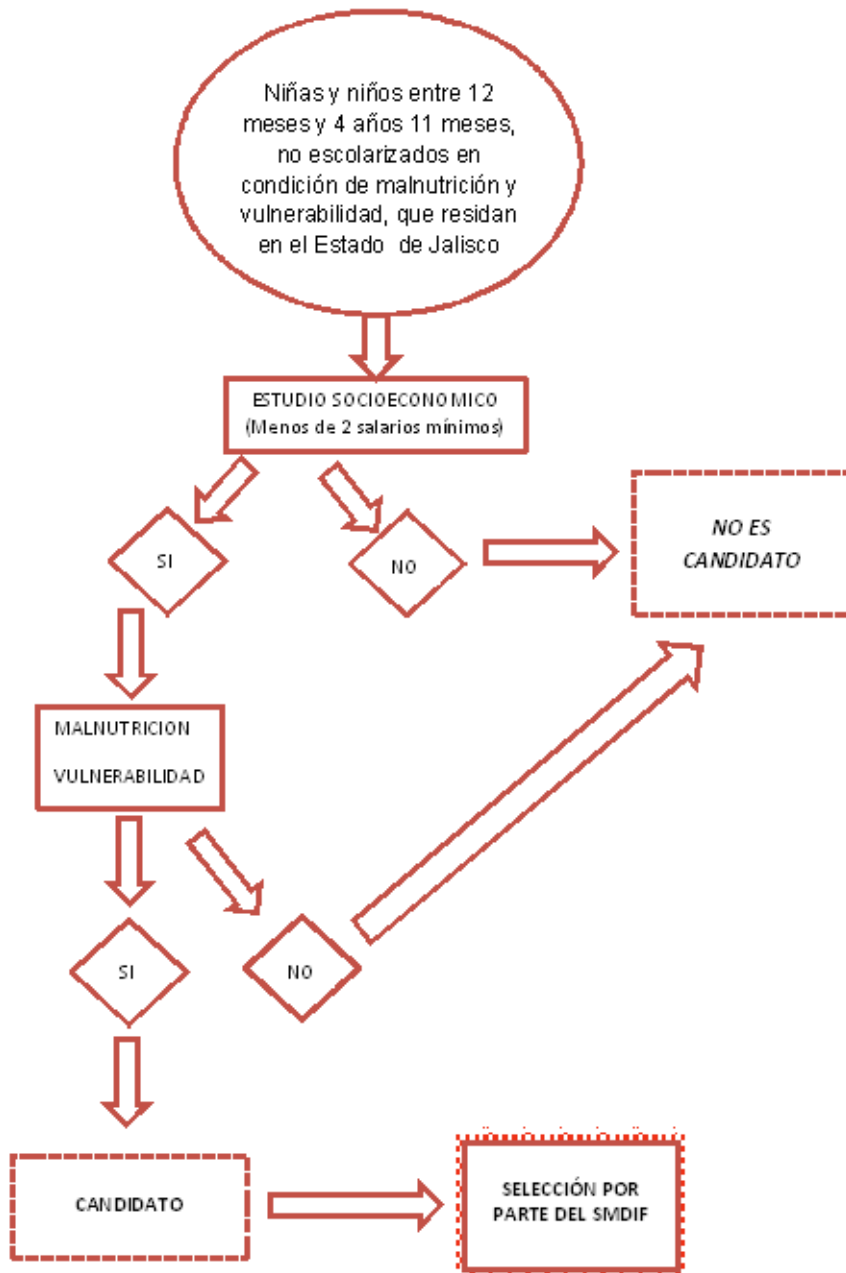 Niñas y niños entre 12
meses y 4 años 11 meses,
no escolarizados en
condición de malnutrición y
vulnerabilidad, que residan
en el Estado de Jalisco
ESTUDIO SOCIOECONOMICO
(Menos de 2 salarios mínimos)
SI
NO
NO ES
CANDIDATO
MALNUTRICION
VULNERABILIDAD
SI
NO
CANDIDATO
SELECCIÓN POR
PARTE DEL SMDIF